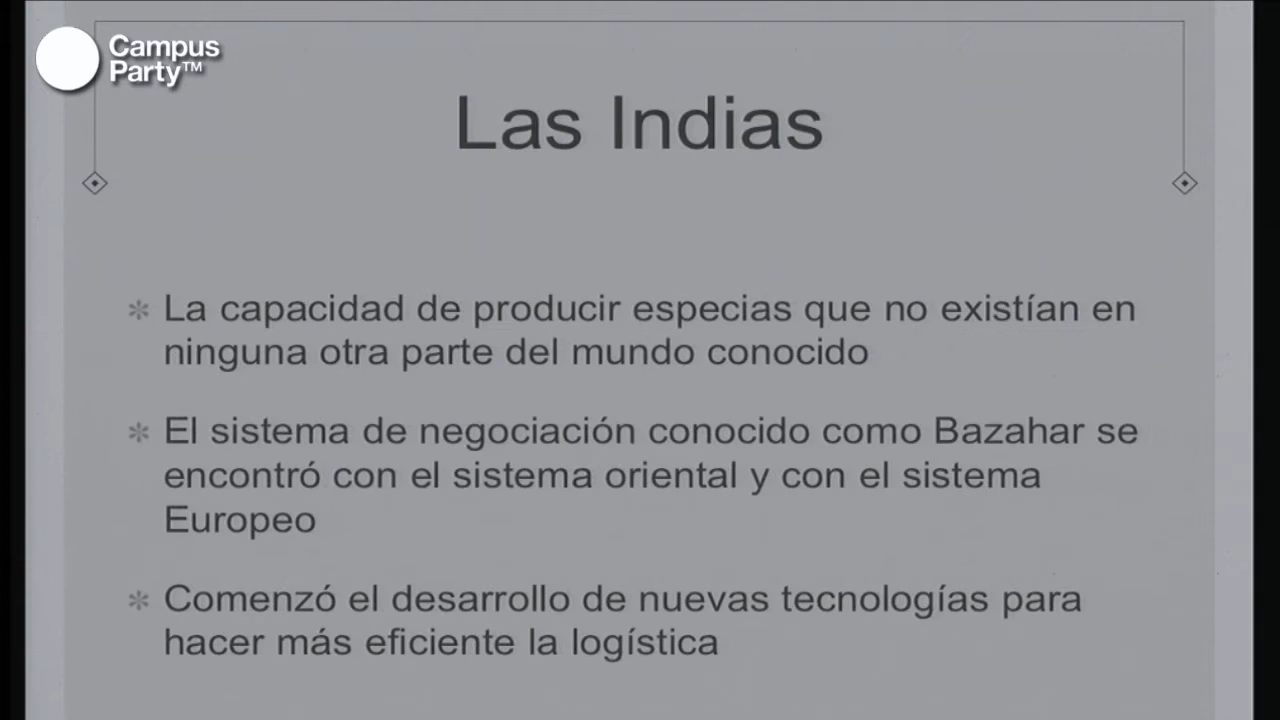 Campus
Party™
Las Indias
La capacidad de producir especias que no existían en
ninguna otra parte del mundo conocido
El sistema de negociación conocido como Bazahar se
encontró con el sistema oriental y con el sistema
Europeo
Comenzó el desarrollo de nuevas tecnologías para
hacer más eficiente la logística